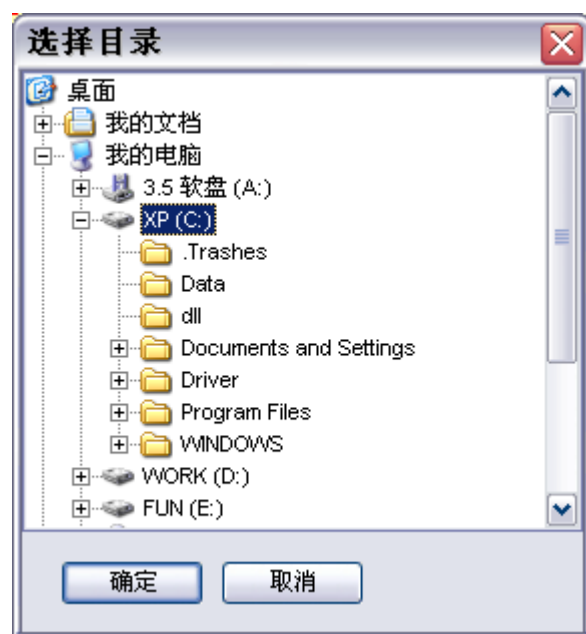 选择目录
桌面
我的文档
我的电脑
3.5 软盘 (A:)
XP (C:)
.Trashes
Data
dll
Documents and Settings
Driver
Program Files
WINDOWS
WORK (D:)
FUN (E:)
确定 取消